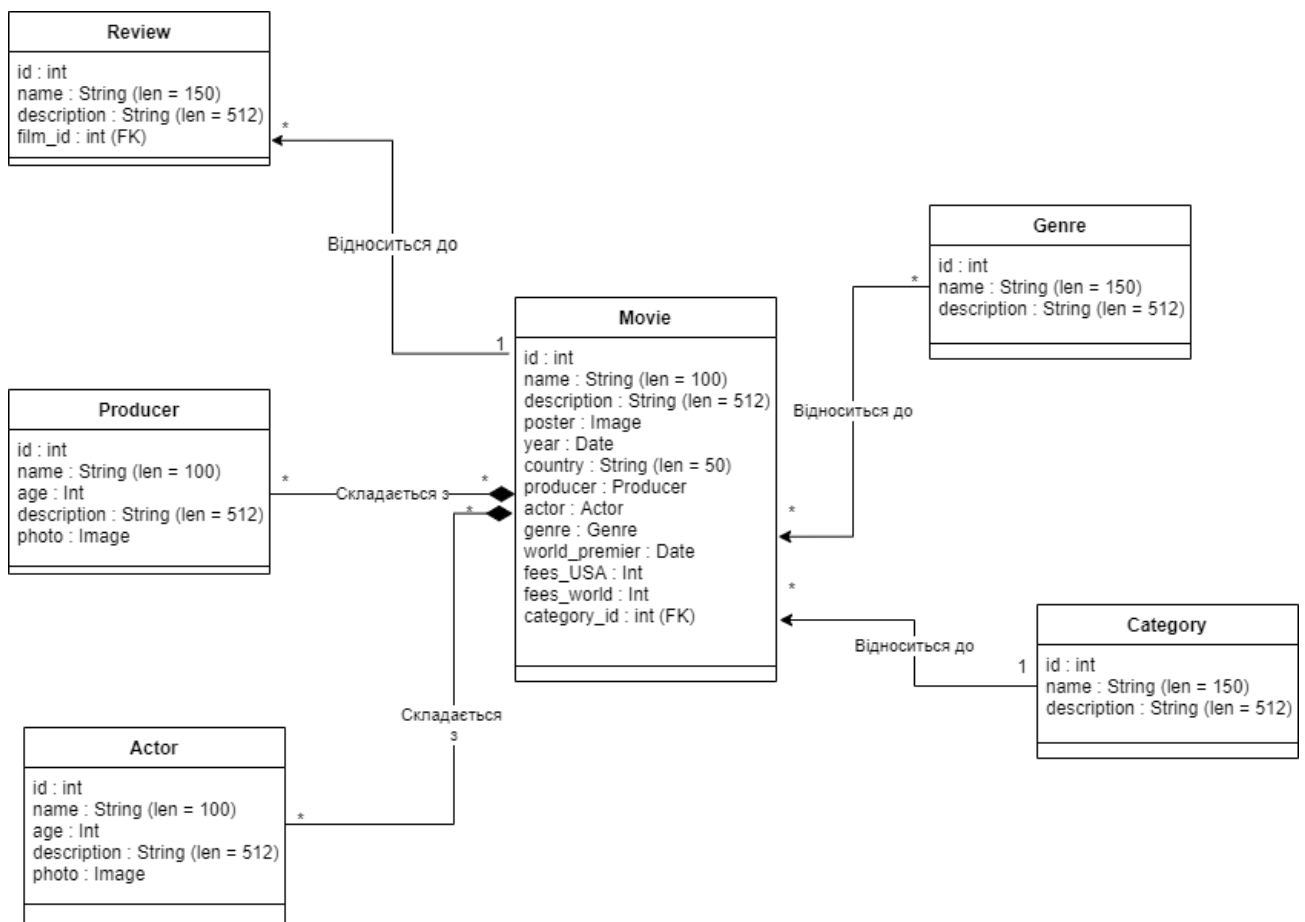 Review
id : int
name : String (len = 150)
description : String (len = 512)
film_id : int (FK)
*
Відноситься до
1
Genre
id : int
name : String (len = 150)
description : String (len = 512)
*
Відноситься до
*
Movie
id : int
name : String (len = 100)
description : String (len = 512)
poster : Image
year : Date
country : String (len = 50)
producer : Producer
actor : Actor
genre : Genre
world_premier : Date
fees_USA : Int
fees_world : Int
category_id : int (FK)
Producer
id : int
name : String (len = 100)
age : Int
description : String (len = 512)
photo : Image
*
Складається з
*
*
Складається
з
*
Actor
id : int
name : String (len = 100)
age : Int
description : String (len = 512)
photo : Image
*
Відноситься до
1
Category
id : int
name : String (len = 150)
description : String (len = 512)